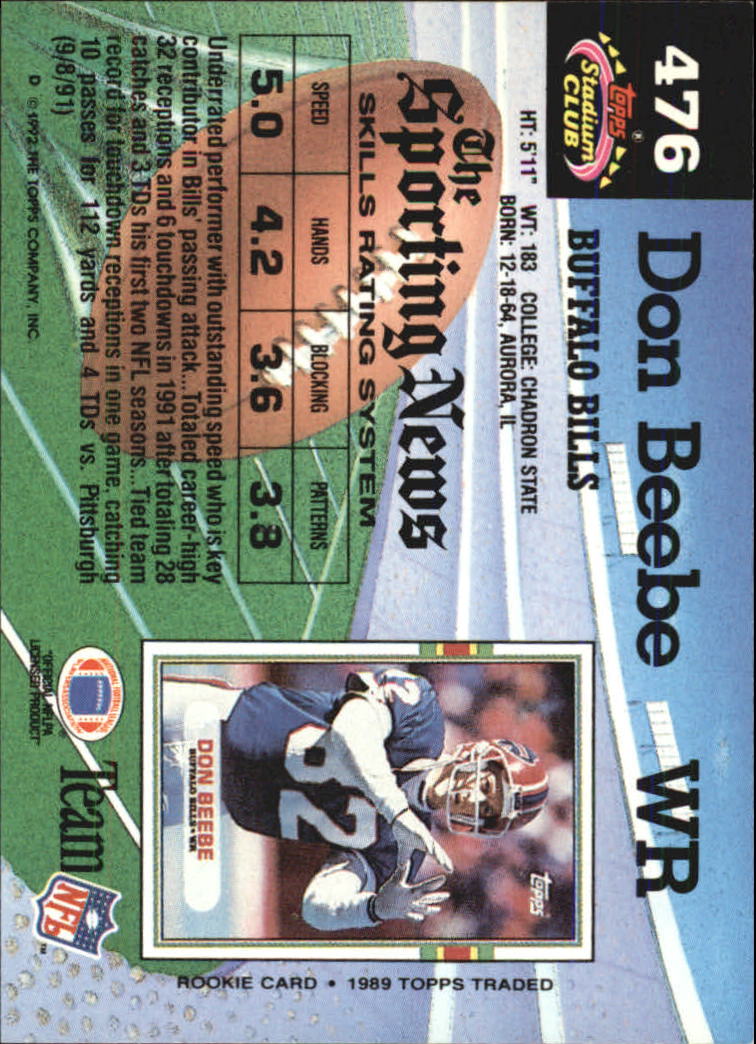 476
topps®
Stadium
CLUB
Don Beebe WR
BUFFALO BILLS
HT: 5'11" WT: 183 COLLEGE: CHADRON STATE
BORN: 12-18-64, AURORA, IL
The
Sporting News
SKILLS RATING SYSTEM
SPEED HANDS BLOCKING PATTERNS
5.0 4.2 3.6 3.8
Underrated performer with outstanding speed who is key
contributor in Bills' passing attack...Totaled career-high
32 receptions and 6 touchdowns in 1991 after totaling 28
catches and 3 TDs his first two NFL seasons...Tied team
record for touchdown receptions in one game, catching
10 passes for 112 yards and 4 TDs vs. Pittsburgh
(9/8/91)
D © 1992 THE TOPPS COMPANY, INC.
topps
82
DON BEEBE
BUFFALO BILLS • WR
ROOKIE CARD • 1989 TOPPS TRADED
"OFFICIAL NFLPA
LICENSED PRODUCT"
Team
NFL
TM